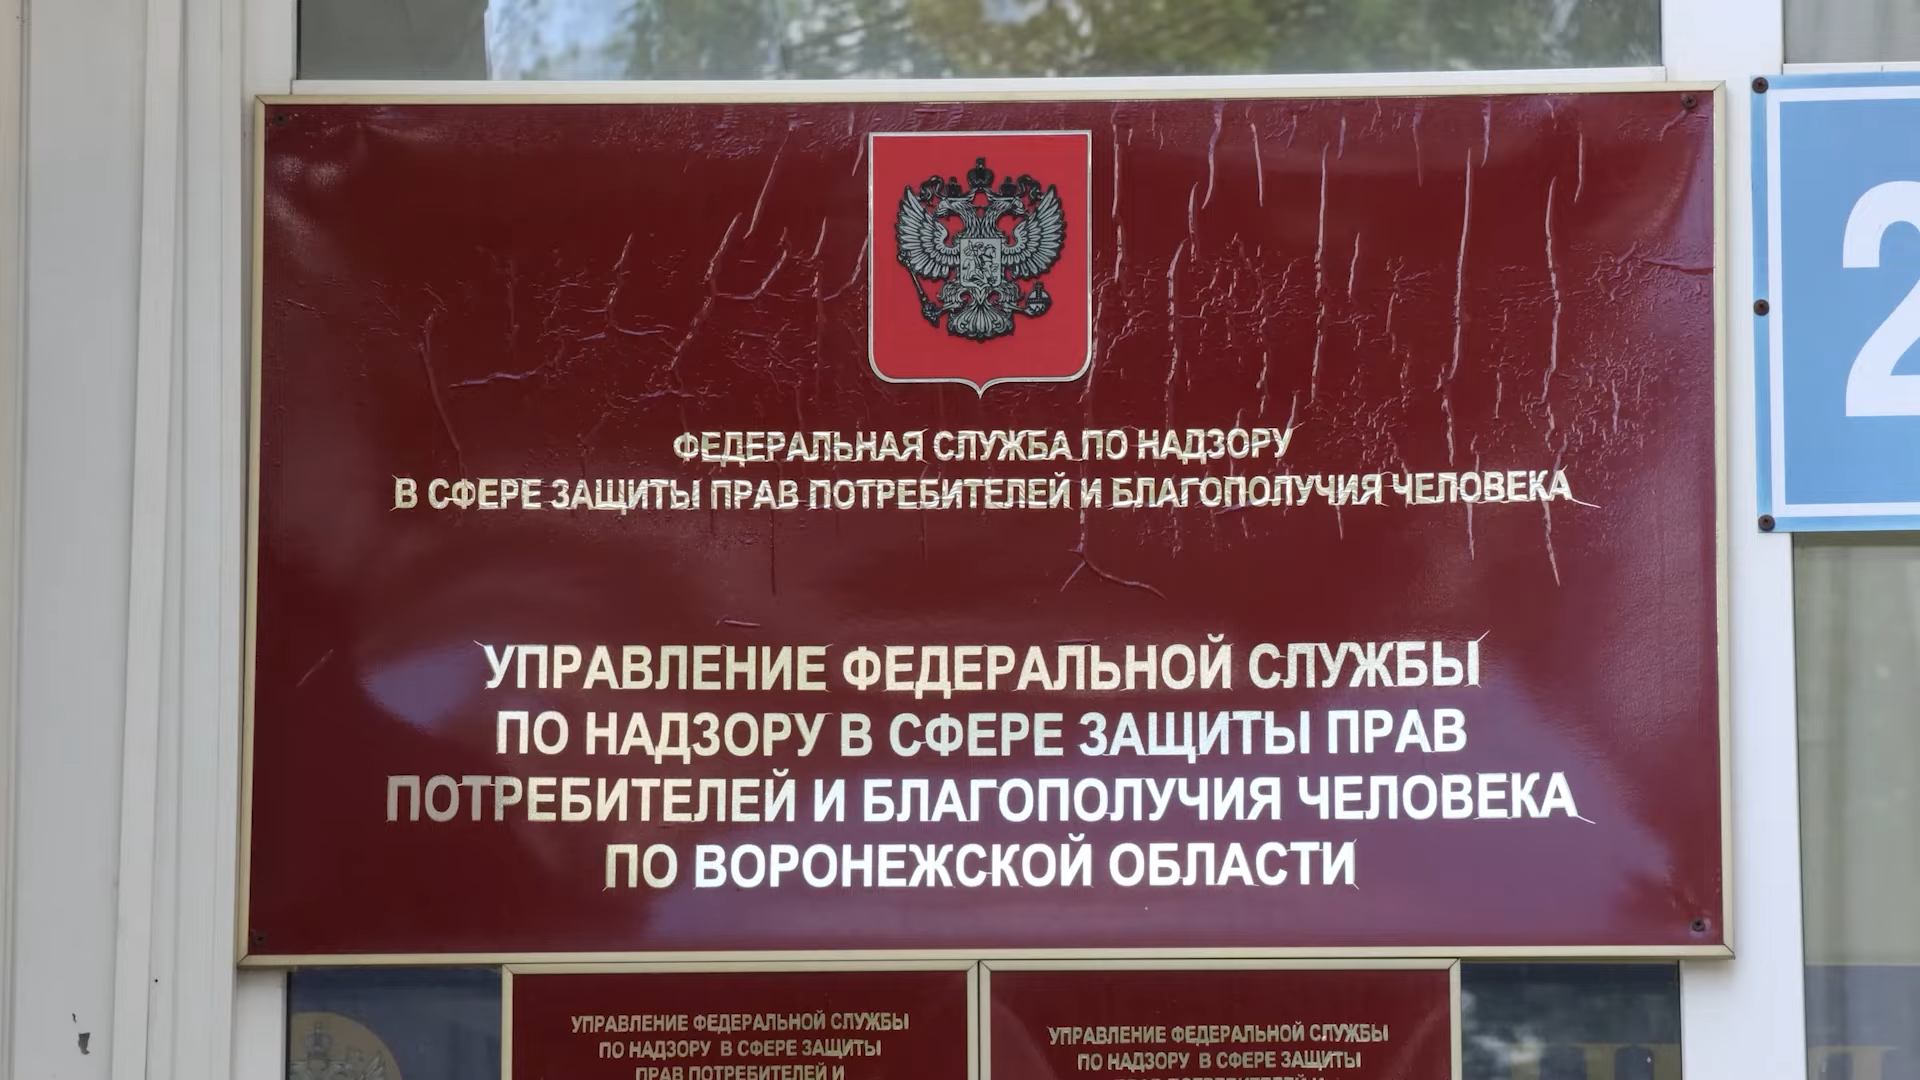 ФЕДЕРАЛЬНАЯ СЛУЖБА ПО НАДЗОРУ
В СФЕРЕ ЗАЩИТЫ ПРАВ ПОТРЕБИТЕЛЕЙ И БЛАГОПОЛУЧИЯ ЧЕЛОВЕКА
УПРАВЛЕНИЕ ФЕДЕРАЛЬНОЙ СЛУЖБЫ
ПО НАДЗОРУ В СФЕРЕ ЗАЩИТЫ ПРАВ
ПОТРЕБИТЕЛЕЙ И БЛАГОПОЛУЧИЯ ЧЕЛОВЕКА
ПО ВОРОНЕЖСКОЙ ОБЛАСТИ
2
УПРАВЛЕНИЕ ФЕДЕРАЛЬНОЙ СЛУЖБЫ
ПО НАДЗОРУ В СФЕРЕ ЗАЩИТЫ
ПРАВ ПОТРЕБИТЕЛЕЙ И
УПРАВЛЕНИЕ ФЕДЕРАЛЬНОЙ СЛУЖБЫ
ПО НАДЗОРУ В СФЕРЕ ЗАЩИТЫ